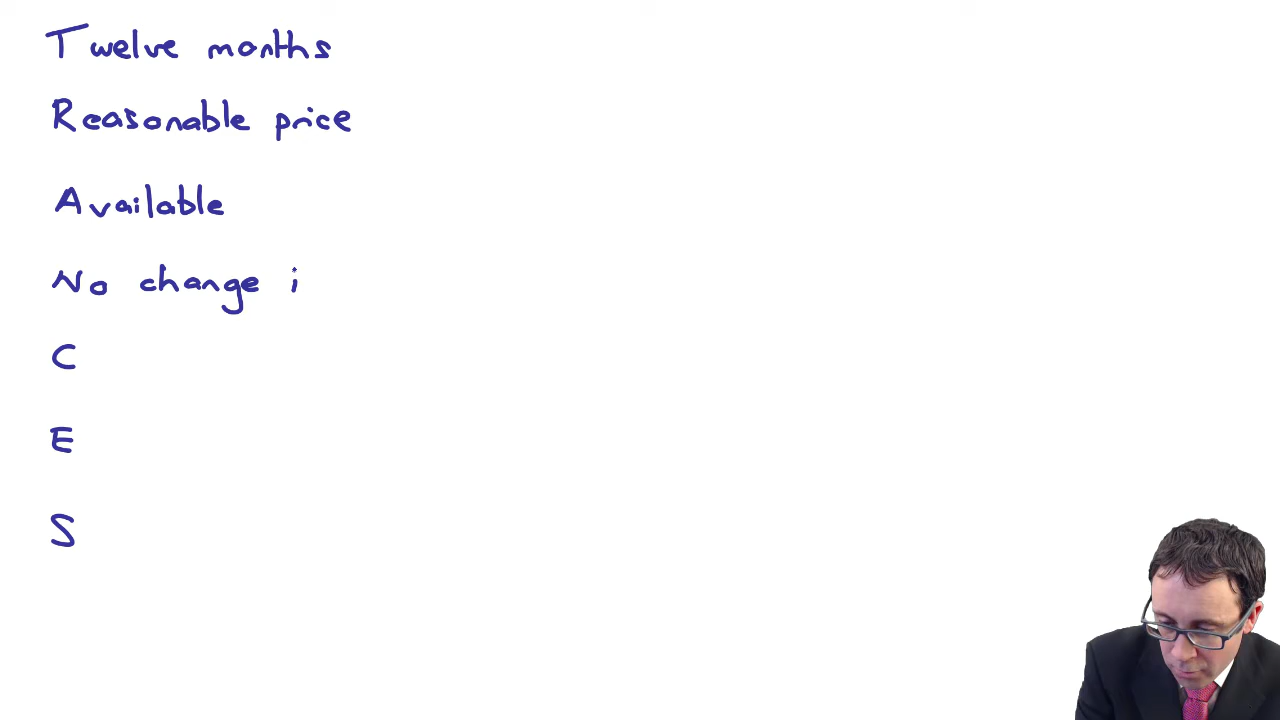 Twelve months
Reasonable price
Available
No change i
C
E
S